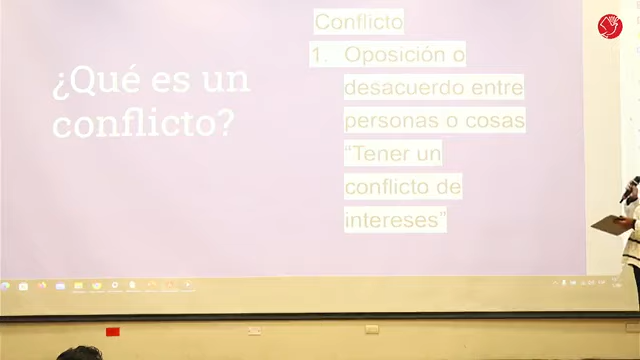 ¿Qué es un
conflicto?
Conflicto
1. Oposición o
desacuerdo entre
personas o cosas
“Tener un
conflicto de
intereses”